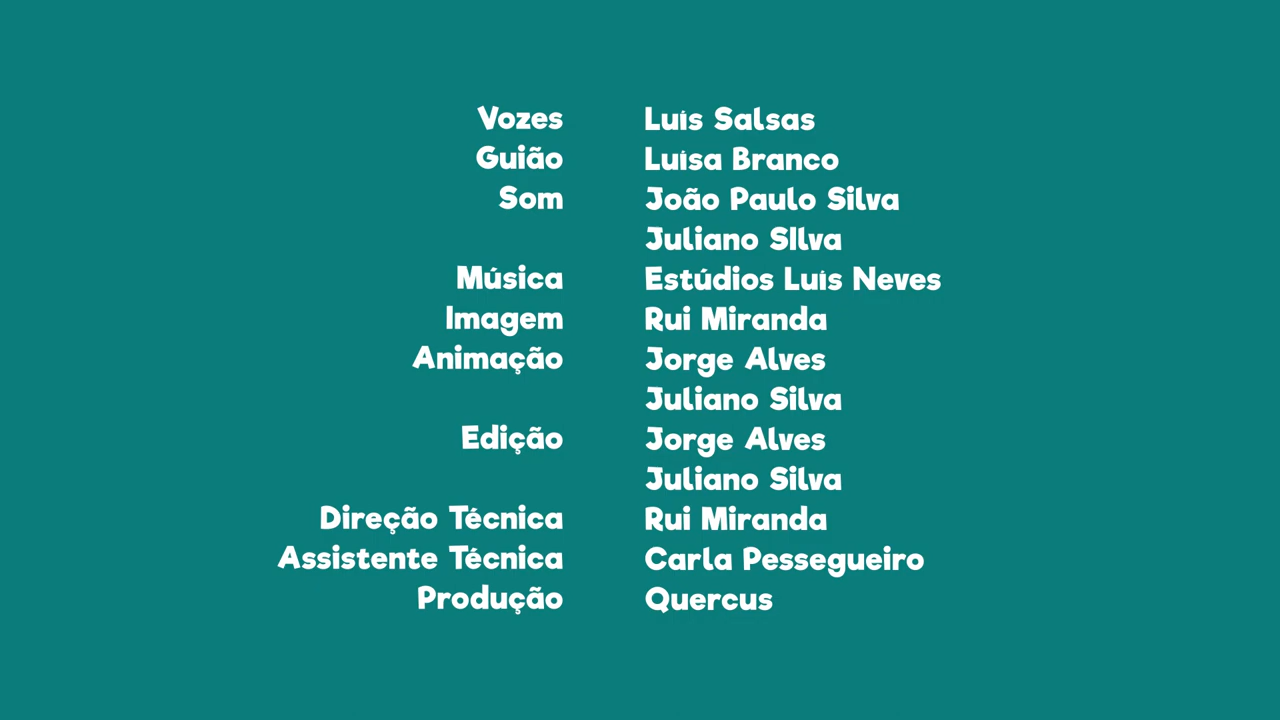 Vozes Luís Salsas
Guião Luísa Branco
Som João Paulo Silva
Juliano SIlva
Música Estúdios Luís Neves
Imagem Rui Miranda
Animação Jorge Alves
Juliano Silva
Edição Jorge Alves
Juliano Silva
Direção Técnica Rui Miranda
Assistente Técnica Carla Pessegueiro
Produção Quercus